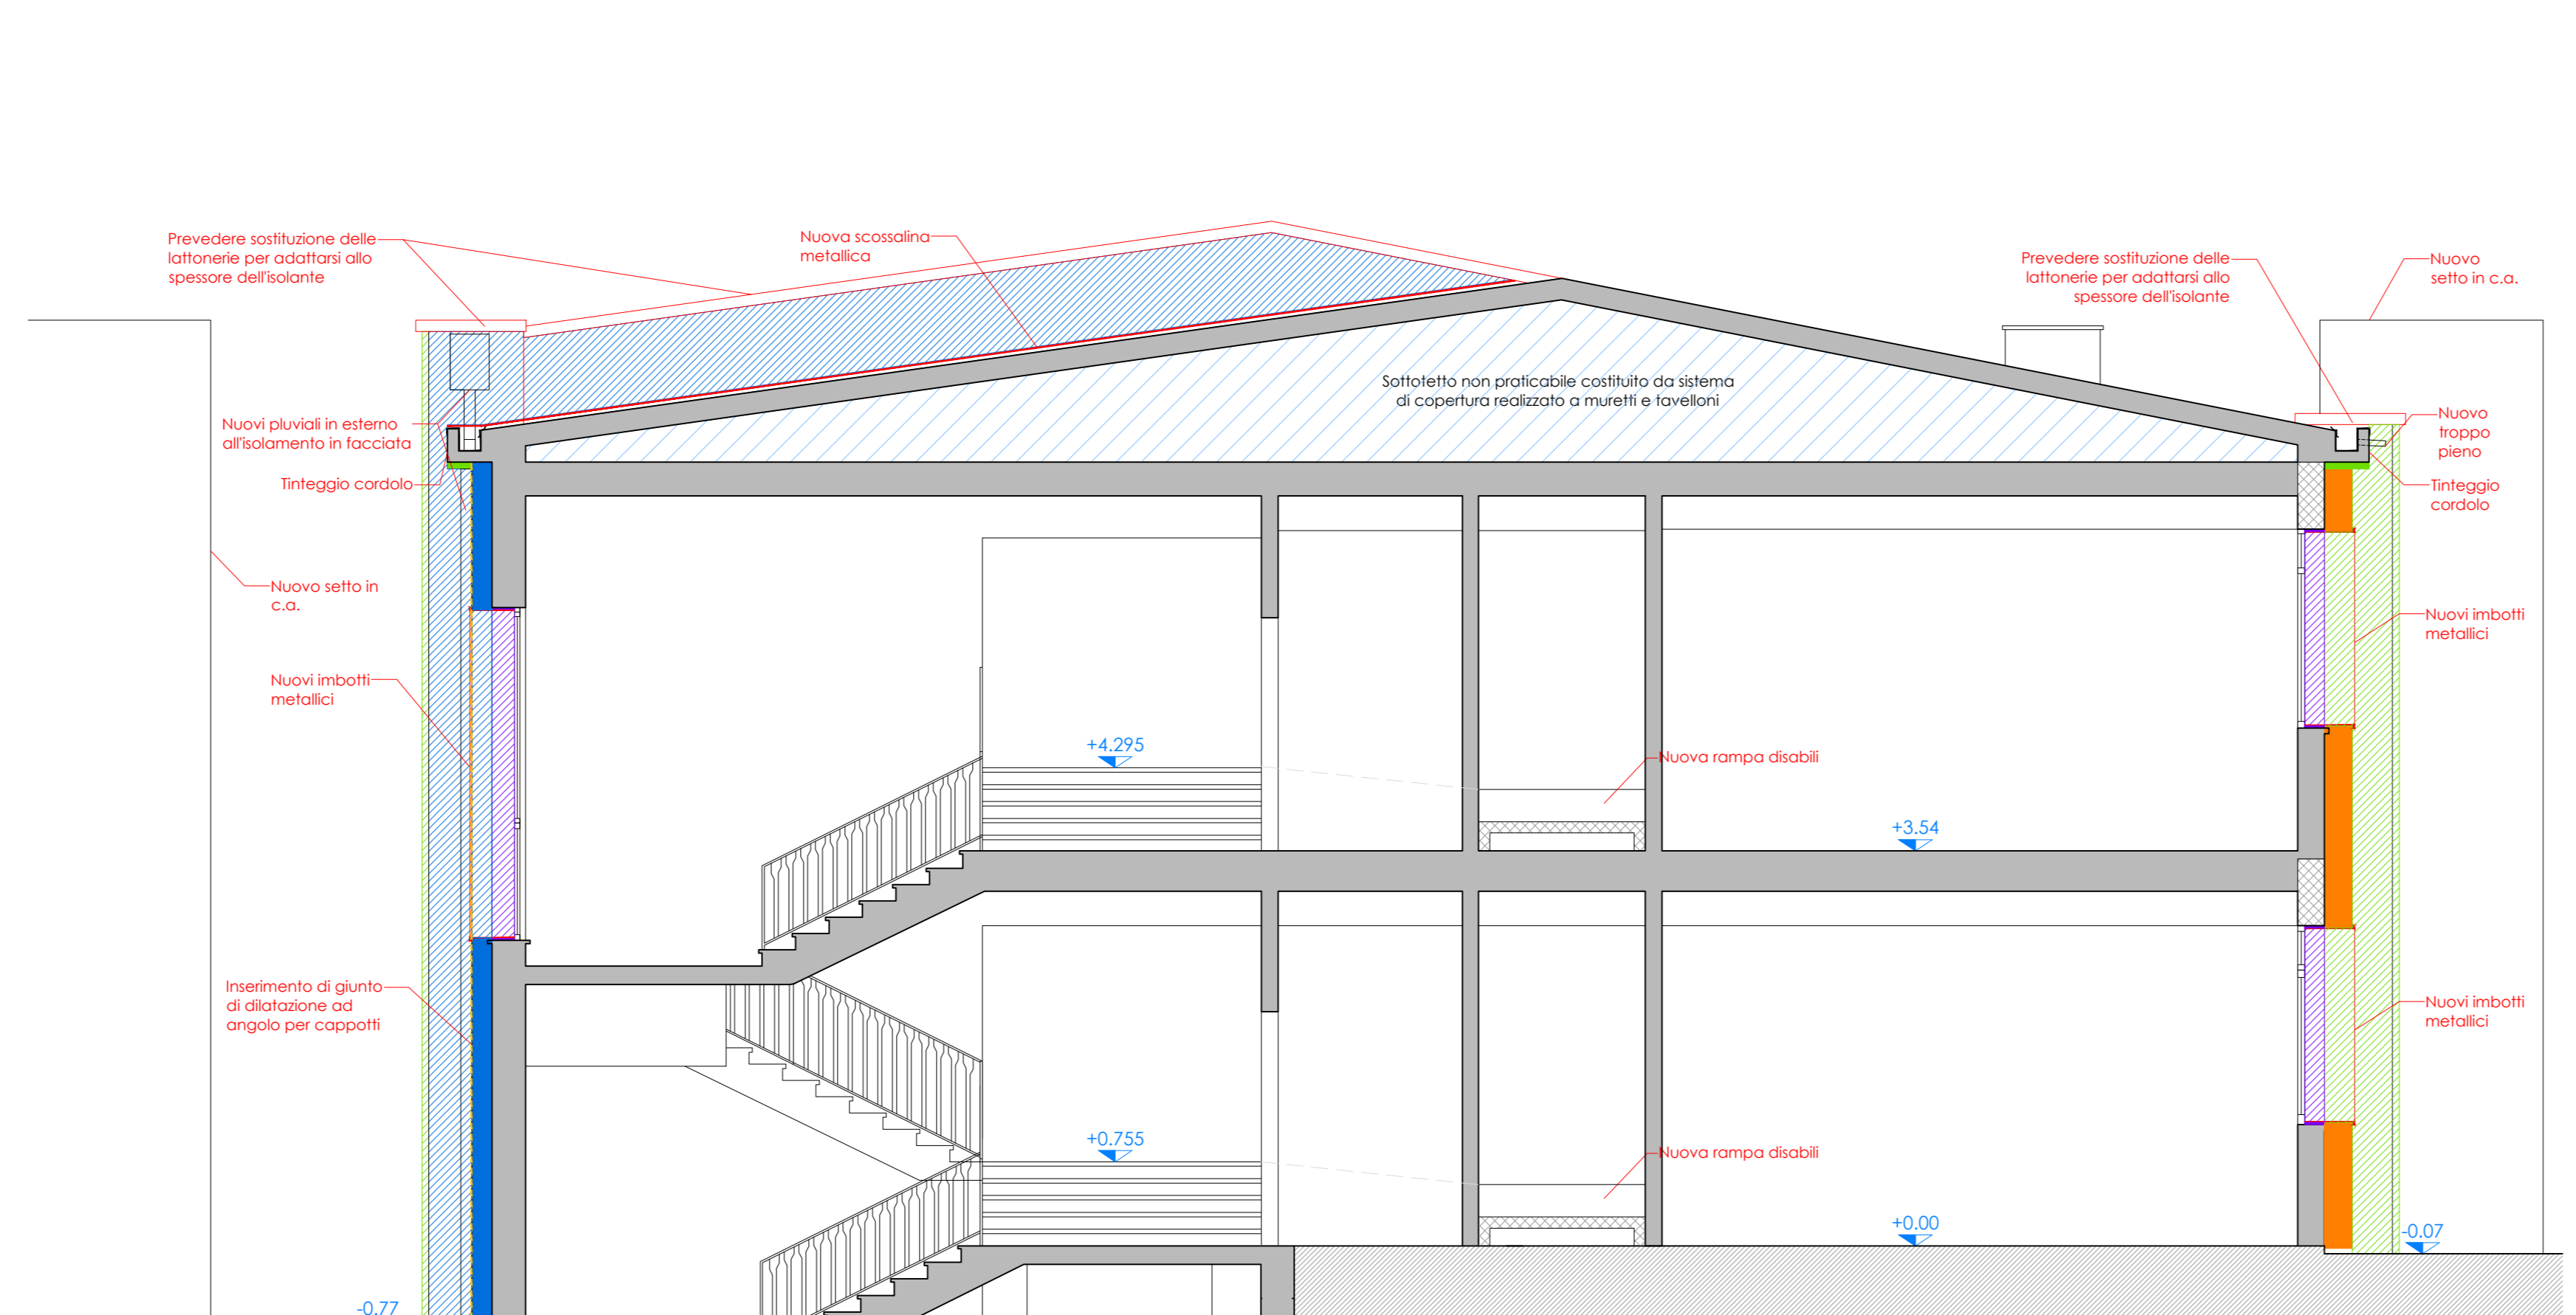 Prevedere sostituzione delle
lattonerie per adattarsi allo
spessore dell'isolante
Nuova scossalina
metallica
Prevedere sostituzione delle
lattonerie per adattarsi allo
spessore dell'isolante
Nuovo
setto in c.a.
Sottotetto non praticabile costituito da sistema
di copertura realizzato a muretti e tavelloni
Nuovi pluviali in esterno
all'isolamento in facciata
Nuovo
troppo
pieno
Tinteggio cordolo
Tinteggio
cordolo
Nuovo setto in
c.a.
Nuovi imbotti
metallici
Nuovi imbotti
metallici
+4.295
Nuova rampa disabili
+3.54
Inserimento di giunto
di dilatazione ad
angolo per cappotti
Nuovi imbotti
metallici
+0.755
Nuova rampa disabili
+0.00
-0.07
-0.77